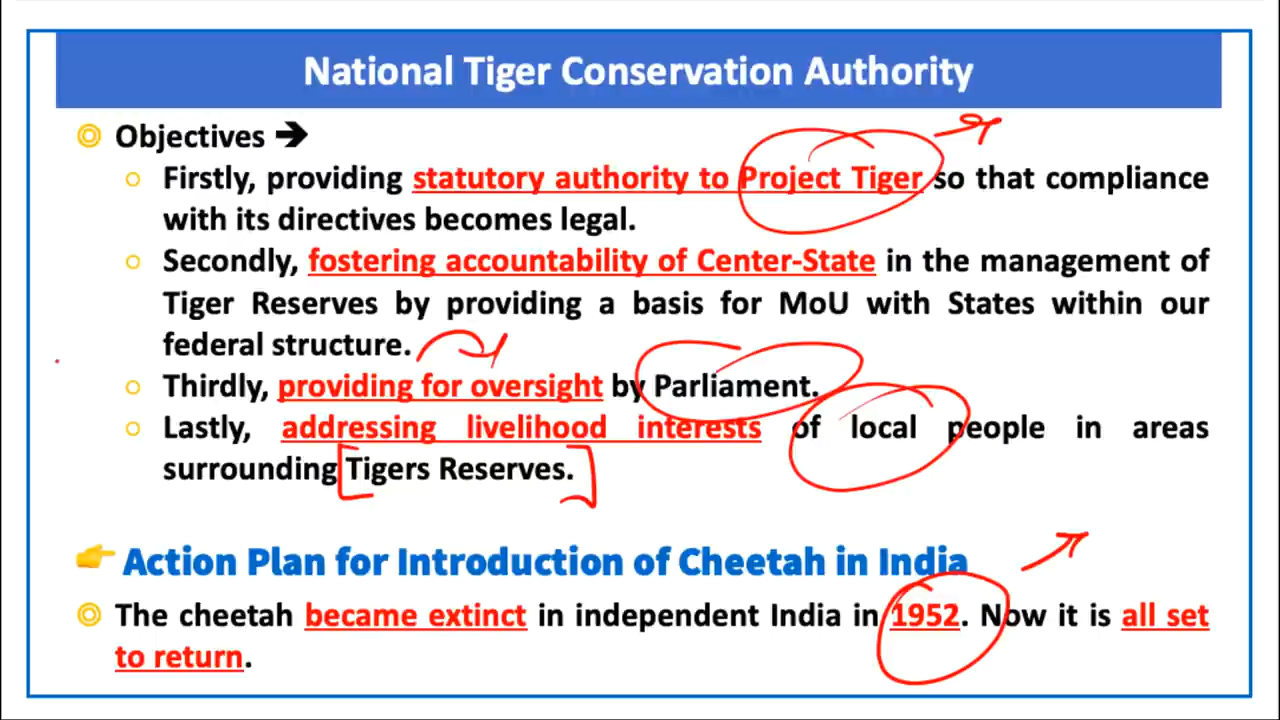 National Tiger Conservation Authority
Objectives ➔
Firstly, providing statutory authority to Project Tiger so that compliance
with its directives becomes legal.
Secondly, fostering accountability of Center-State in the management of
Tiger Reserves by providing a basis for MoU with States within our
federal structure.
Thirdly, providing for oversight by Parliament.
Lastly, addressing livelihood interests of local people in areas
surrounding Tigers Reserves.
Action Plan for Introduction of Cheetah in India
The cheetah became extinct in independent India in 1952. Now it is all set
to return.